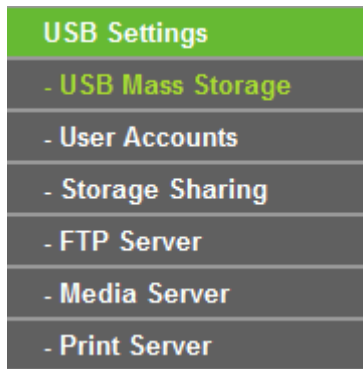 USB Settings
- USB Mass Storage
- User Accounts
- Storage Sharing
- FTP Server
- Media Server
- Print Server